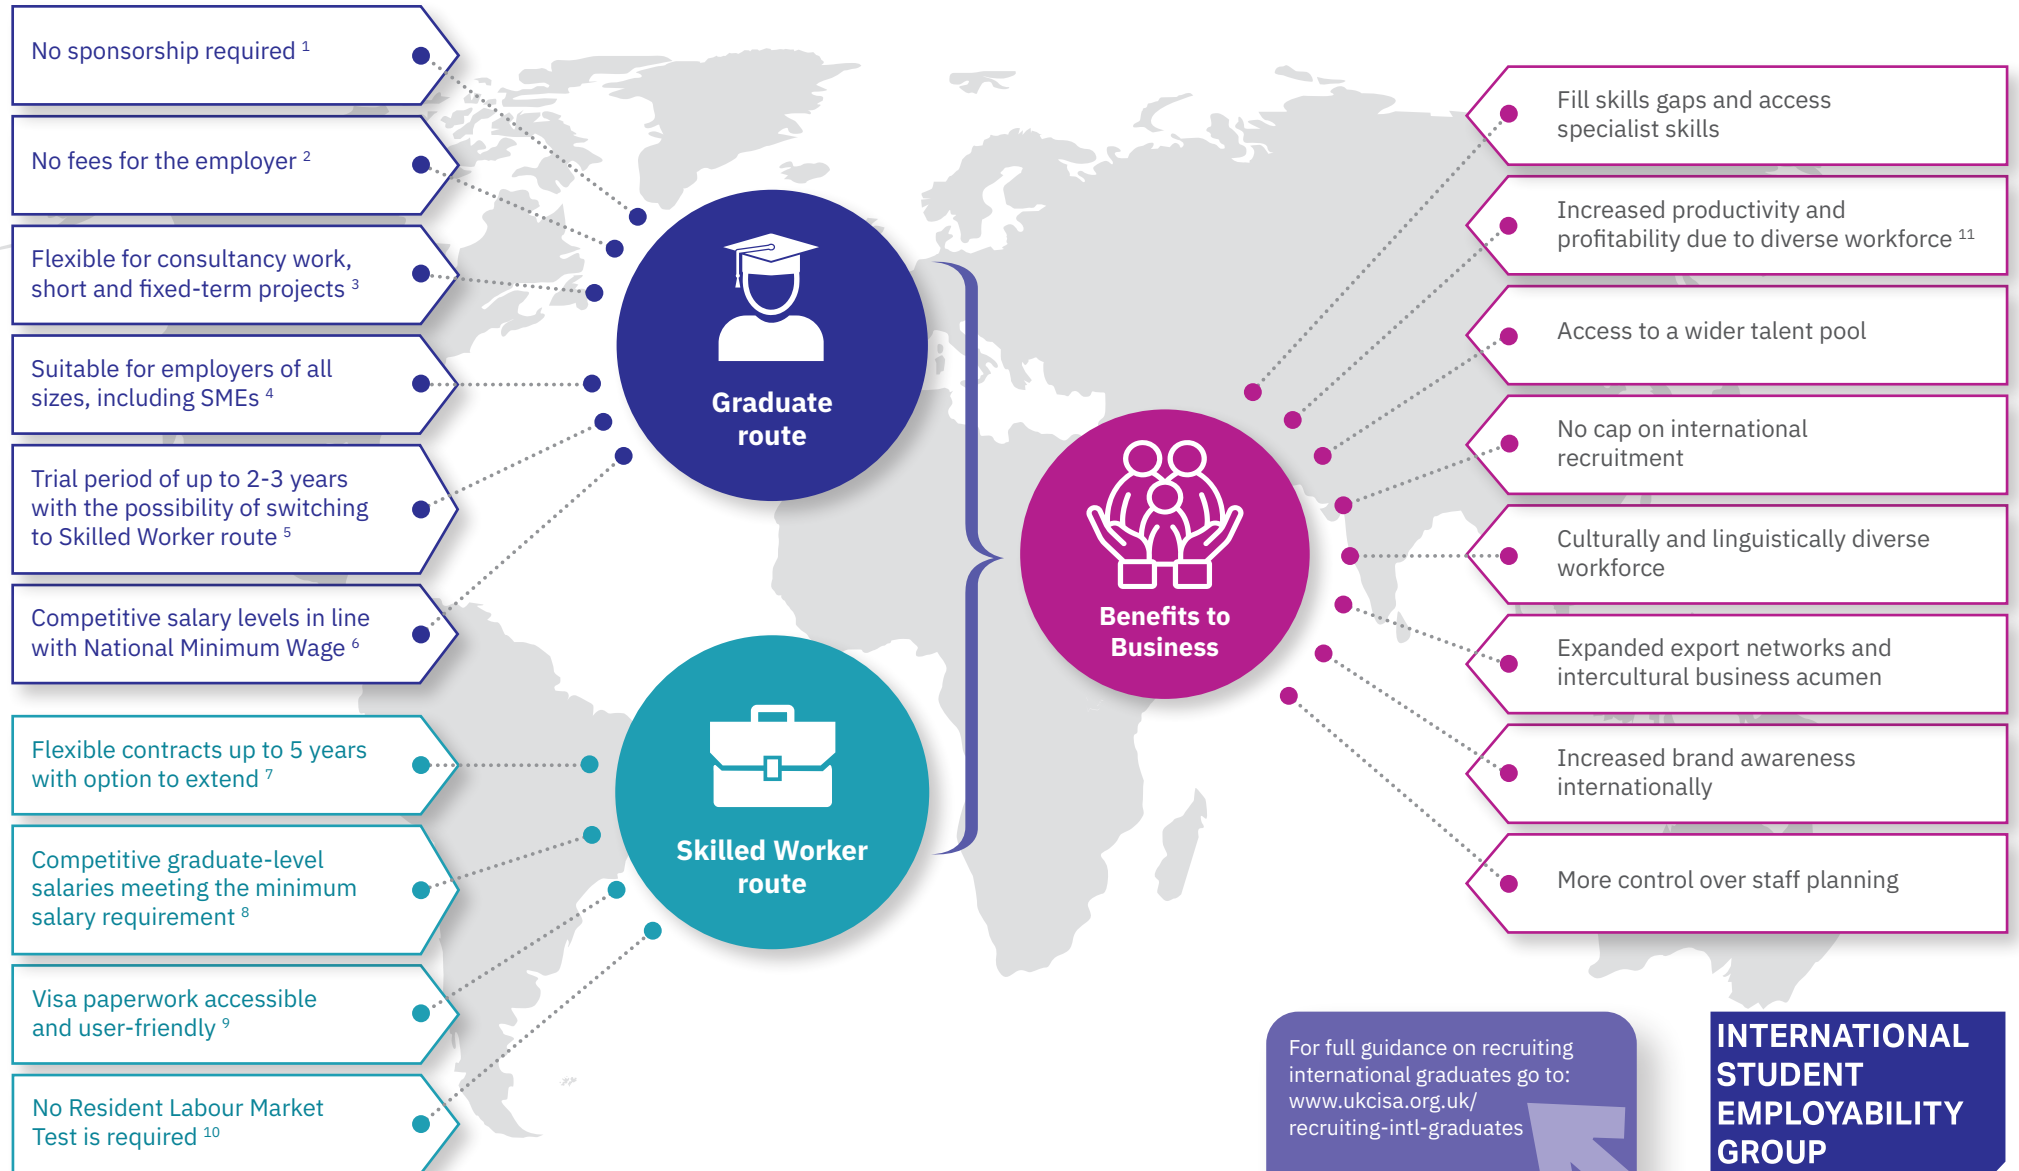 No sponsorship required 1
No fees for the employer 2
Flexible for consultancy work,
short and fixed-term projects 3
Suitable for employers of all
sizes, including SMEs 4
Trial period of up to 2-3 years
with the possibility of switching
to Skilled Worker route 5
Competitive salary levels in line
with National Minimum Wage 6
Flexible contracts up to 5 years
with option to extend 7
Competitive graduate-level
salaries meeting the minimum
salary requirement 8
Visa paperwork accessible
and user-friendly 9
No Resident Labour Market
Test is required 10
Graduate
route
Skilled Worker
route
Benefits to
Business
Fill skills gaps and access
specialist skills
Increased productivity and
profitability due to diverse workforce 11
Access to a wider talent pool
No cap on international
recruitment
Culturally and linguistically diverse
workforce
Expanded export networks and
intercultural business acumen
Increased brand awareness
internationally
More control over staff planning
For full guidance on recruiting
international graduates go to:
www.ukcisa.org.uk/
recruiting-intl-graduates
INTERNATIONAL
STUDENT
EMPLOYABILITY
GROUP